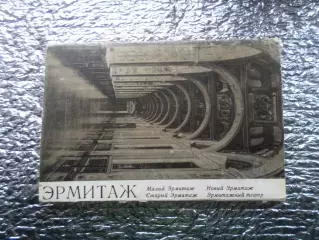 ЭРМИТАЖ
Малый Эрмитаж Новый Эрмитаж
Старый Эрмитаж Эрмитажный театр